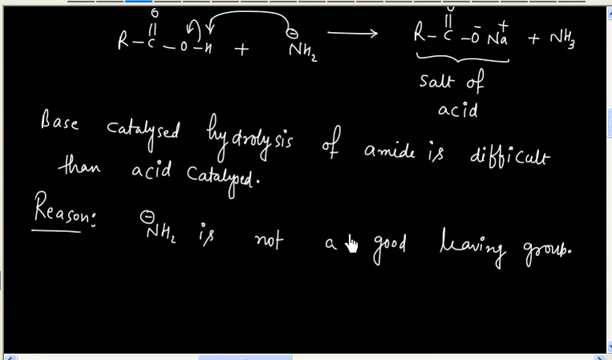 O O
R-C-O-H + ⊖NH2 ⟶ R-C-O⁻ Na⁺ + NH3
salt of
acid
Base catalysed hydrolysis of amide is difficult
than acid catalysed.
Reason: ⊖NH2 is not a good leaving group.